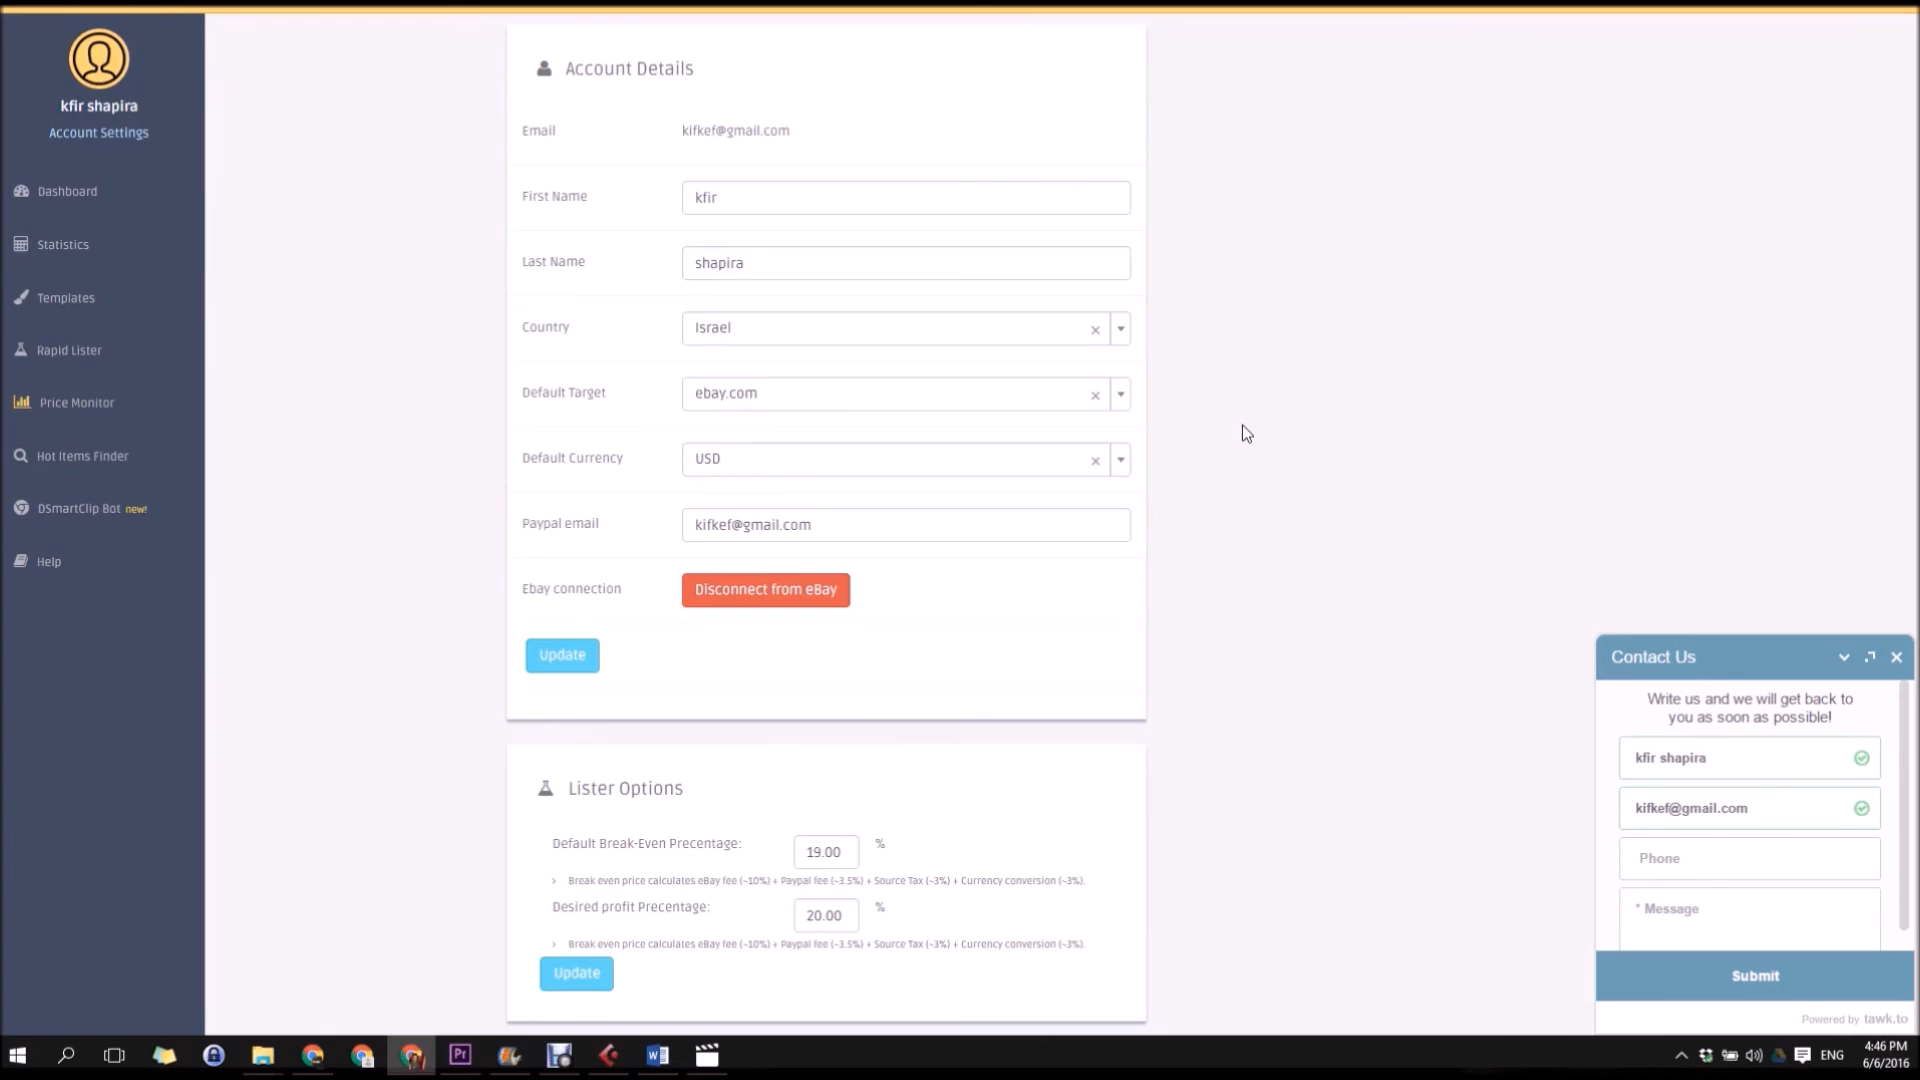 kfir shapira
Account Settings
Dashboard
Statistics
Templates
Rapid Lister
Price Monitor
Hot Items Finder
DSmartClip Bot new!
Help
Account Details
Email kifkef@gmail.com
First Name kfir
Last Name shapira
Country Israel
Default Target ebay.com
Default Currency USD
Paypal email kifkef@gmail.com
Ebay connection Disconnect from eBay
Update
Lister Options
Default Break-Even Precentage: 19.00 %
> Break even price calculates eBay fee (~10%) + Paypal fee (~3.5%) + Source Tax (~3%) + Currency conversion (~3%).
Desired profit Precentage: 20.00 %
> Break even price calculates eBay fee (~10%) + Paypal fee (~3.5%) + Source Tax (~3%) + Currency conversion (~3%).
Update
Contact Us
Write us and we will get back to
you as soon as possible!
kfir shapira
kifkef@gmail.com
Phone
* Message
Submit
Powered by tawk.to
Pr
W
ENG
4:46 PM
6/6/2016